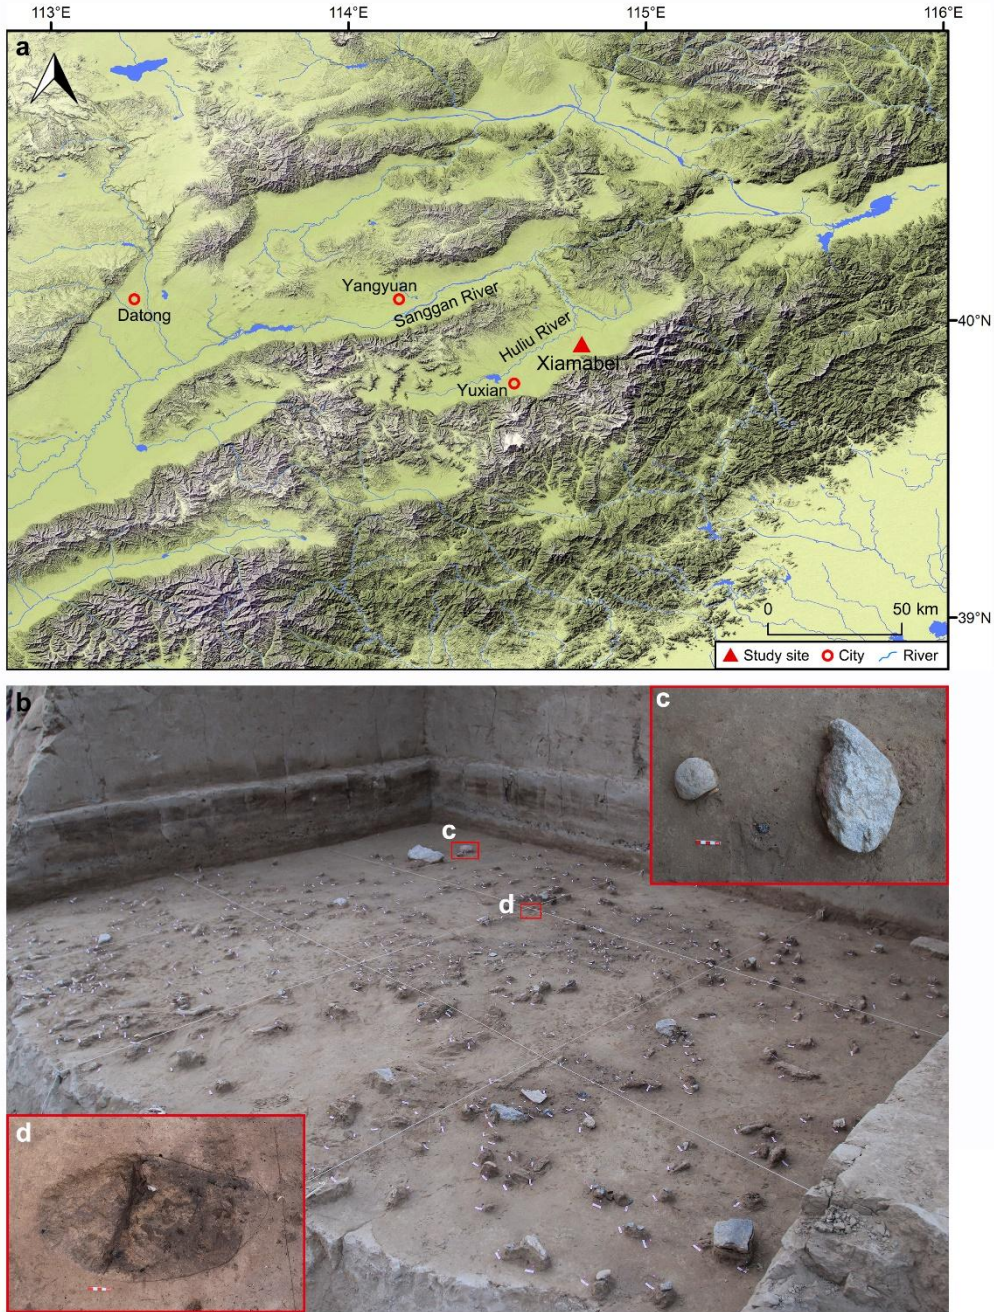 113°E 114°E 115°E 116°E
a
Yangyuan
Datong
Sanggan River
Huliu River
40°N
Xiamabei
Yuxian
0 50 km
39°N
Study site City River
b
c
c
d
d